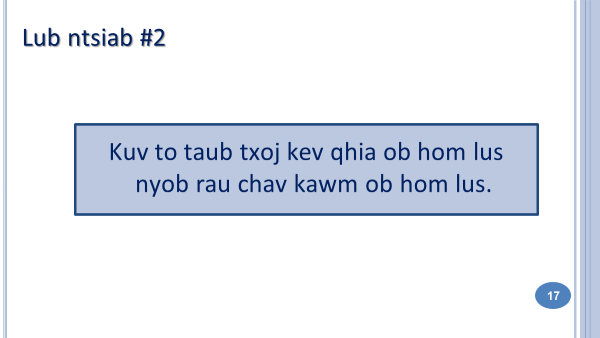 Lub ntsiab #2
Kuv to taub txoj kev qhia ob hom lus
nyob rau chav kawm ob hom lus.
17